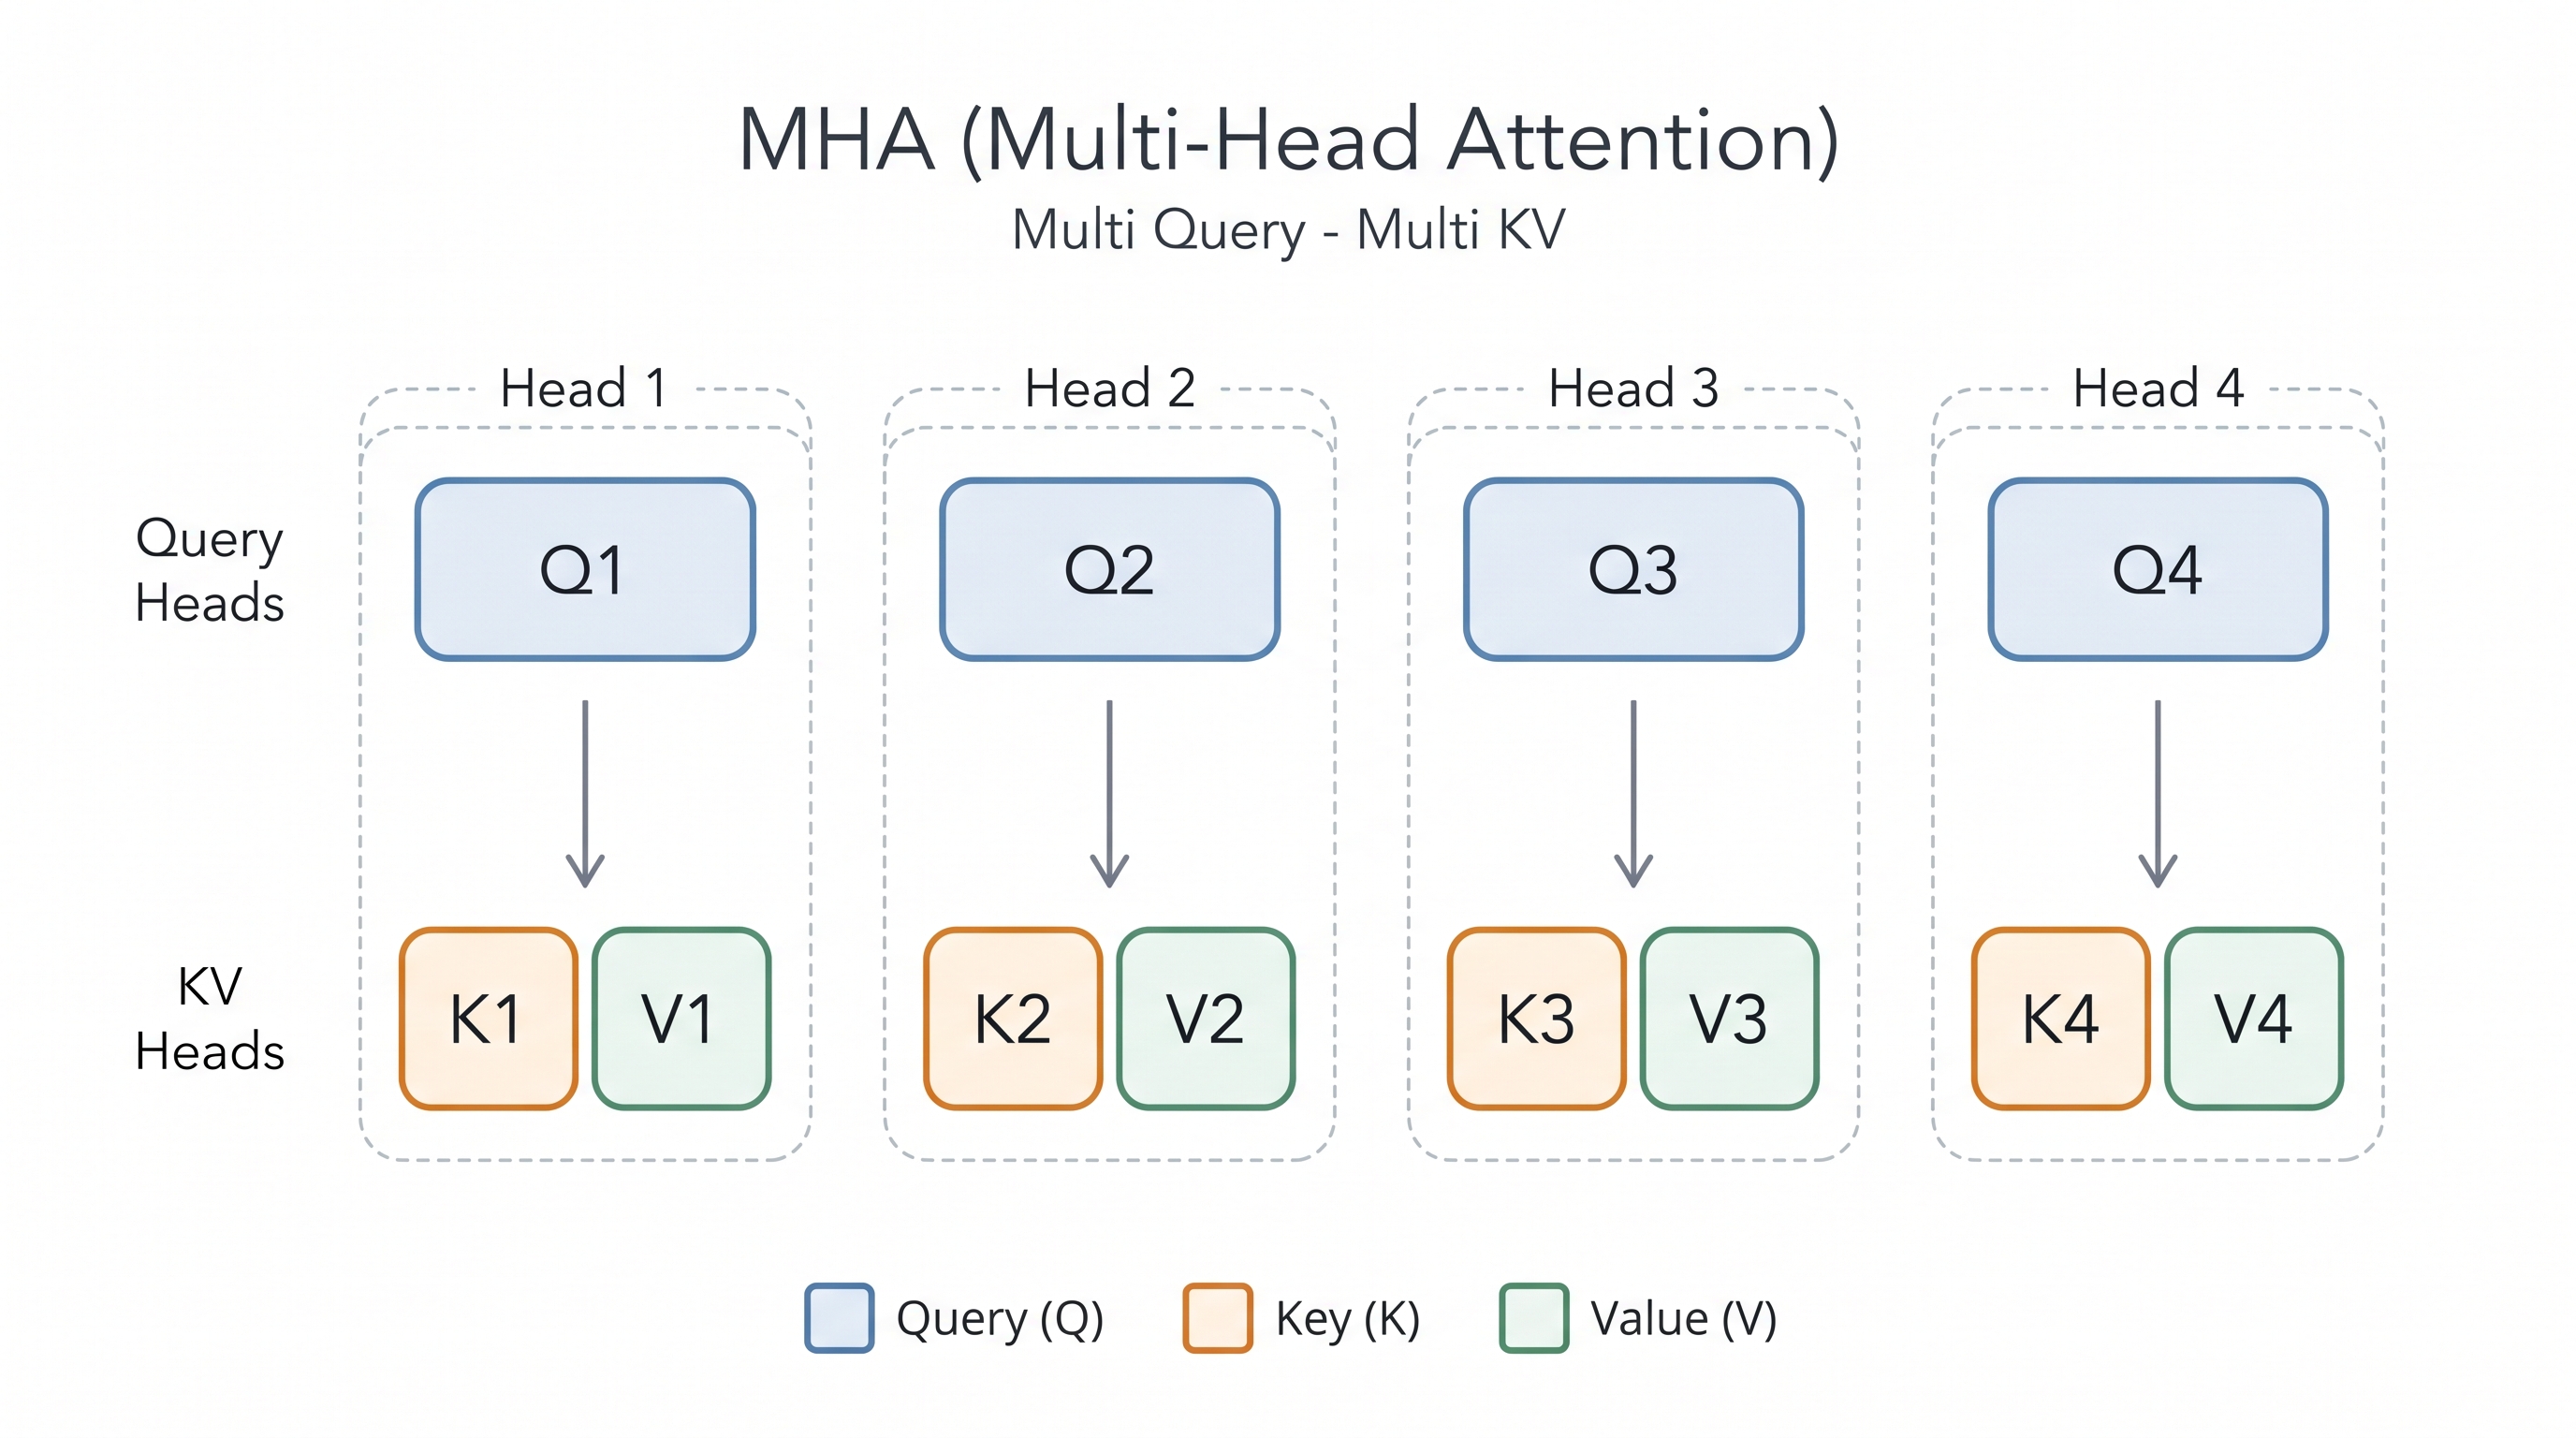 MHA (Multi-Head Attention)
Multi Query - Multi KV
Head 1
Head 2
Head 3
Head 4
Query
Heads
Q1
Q2
Q3
Q4
KV
Heads
K1
V1
K2
V2
K3
V3
K4
V4
Query (Q)
Key (K)
Value (V)